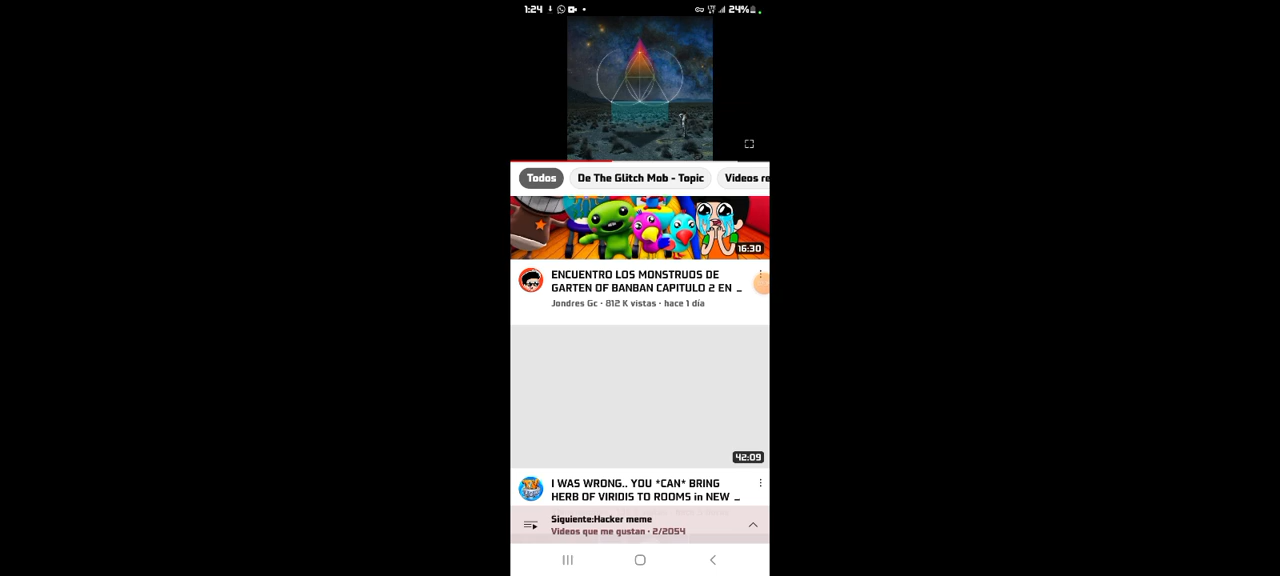 1:24
24%
Todos
De The Glitch Mob - Topic
Videos re
16:30
ENCUENTRO LOS MONSTRUOS DE
GARTEN OF BANBAN CAPITULO 2 EN ...
Jondres Gc · 812 K vistas · hace 1 día
42:09
I WAS WRONG.. YOU *CAN* BRING
HERB OF VIRIDIS TO ROOMS in NEW ...
Siguiente:Hacker meme
Videos que me gustan · 2/2054